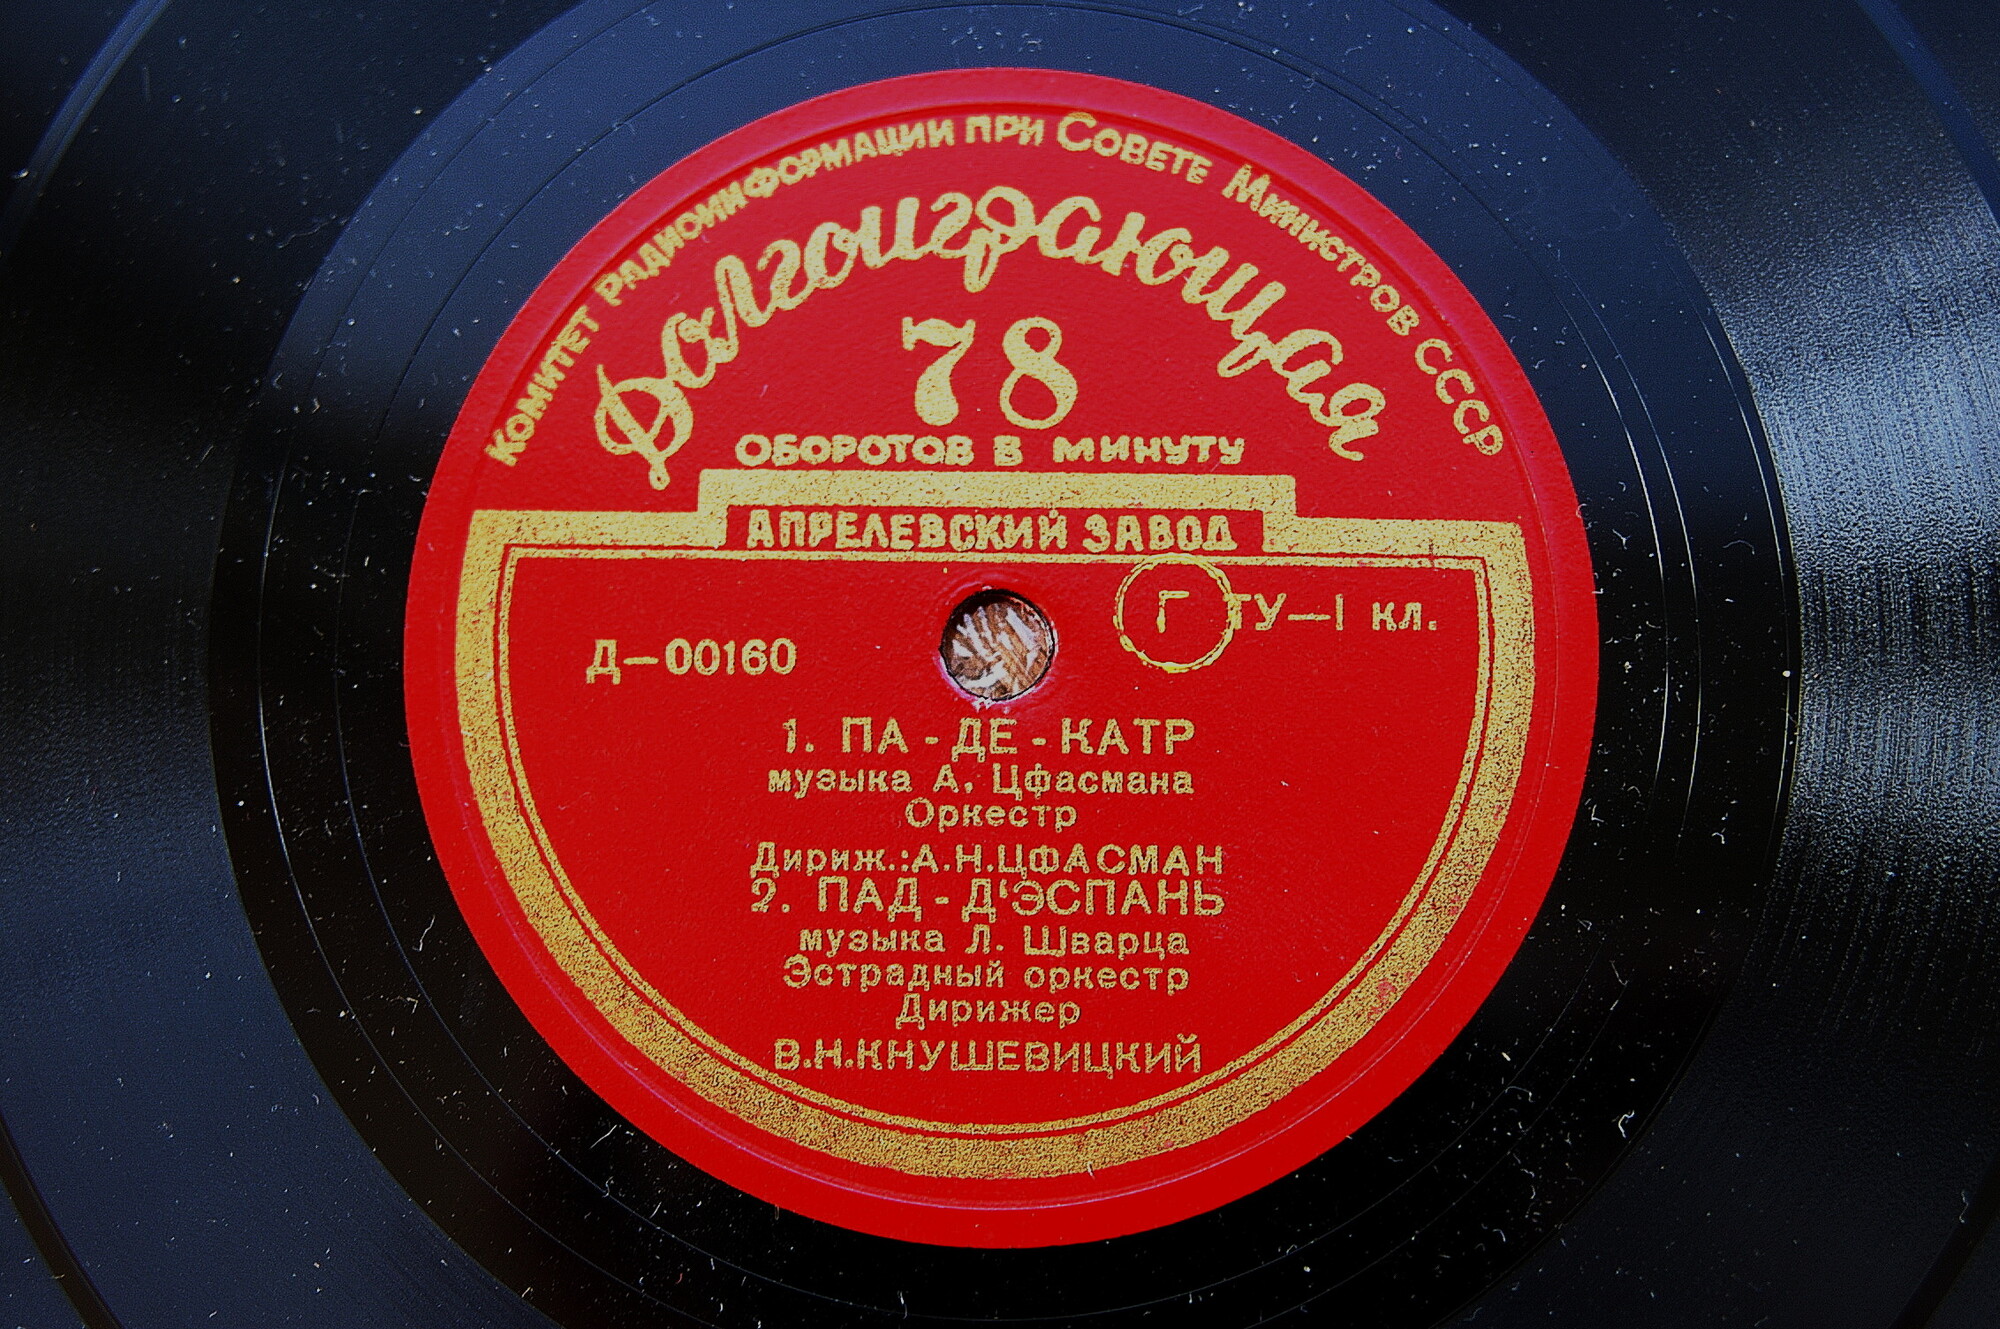 Комитет радиоинформации при Совете Министров СССР
Долгоиграющая
78
ОБОРОТОВ В МИНУТУ
АПРЕЛЕВСКИЙ ЗАВОД
Г ТУ—I кл.
Д—00160
1. ПА - ДЕ - КАТР
музыка А. Цфасмана
Оркестр
Дириж.:А.Н.ЦФАСМАН
2. ПАД - Д'ЭСПАНЬ
музыка Л. Шварца
Эстрадный оркестр
Дирижер
В.Н.КНУШЕВИЦКИЙ